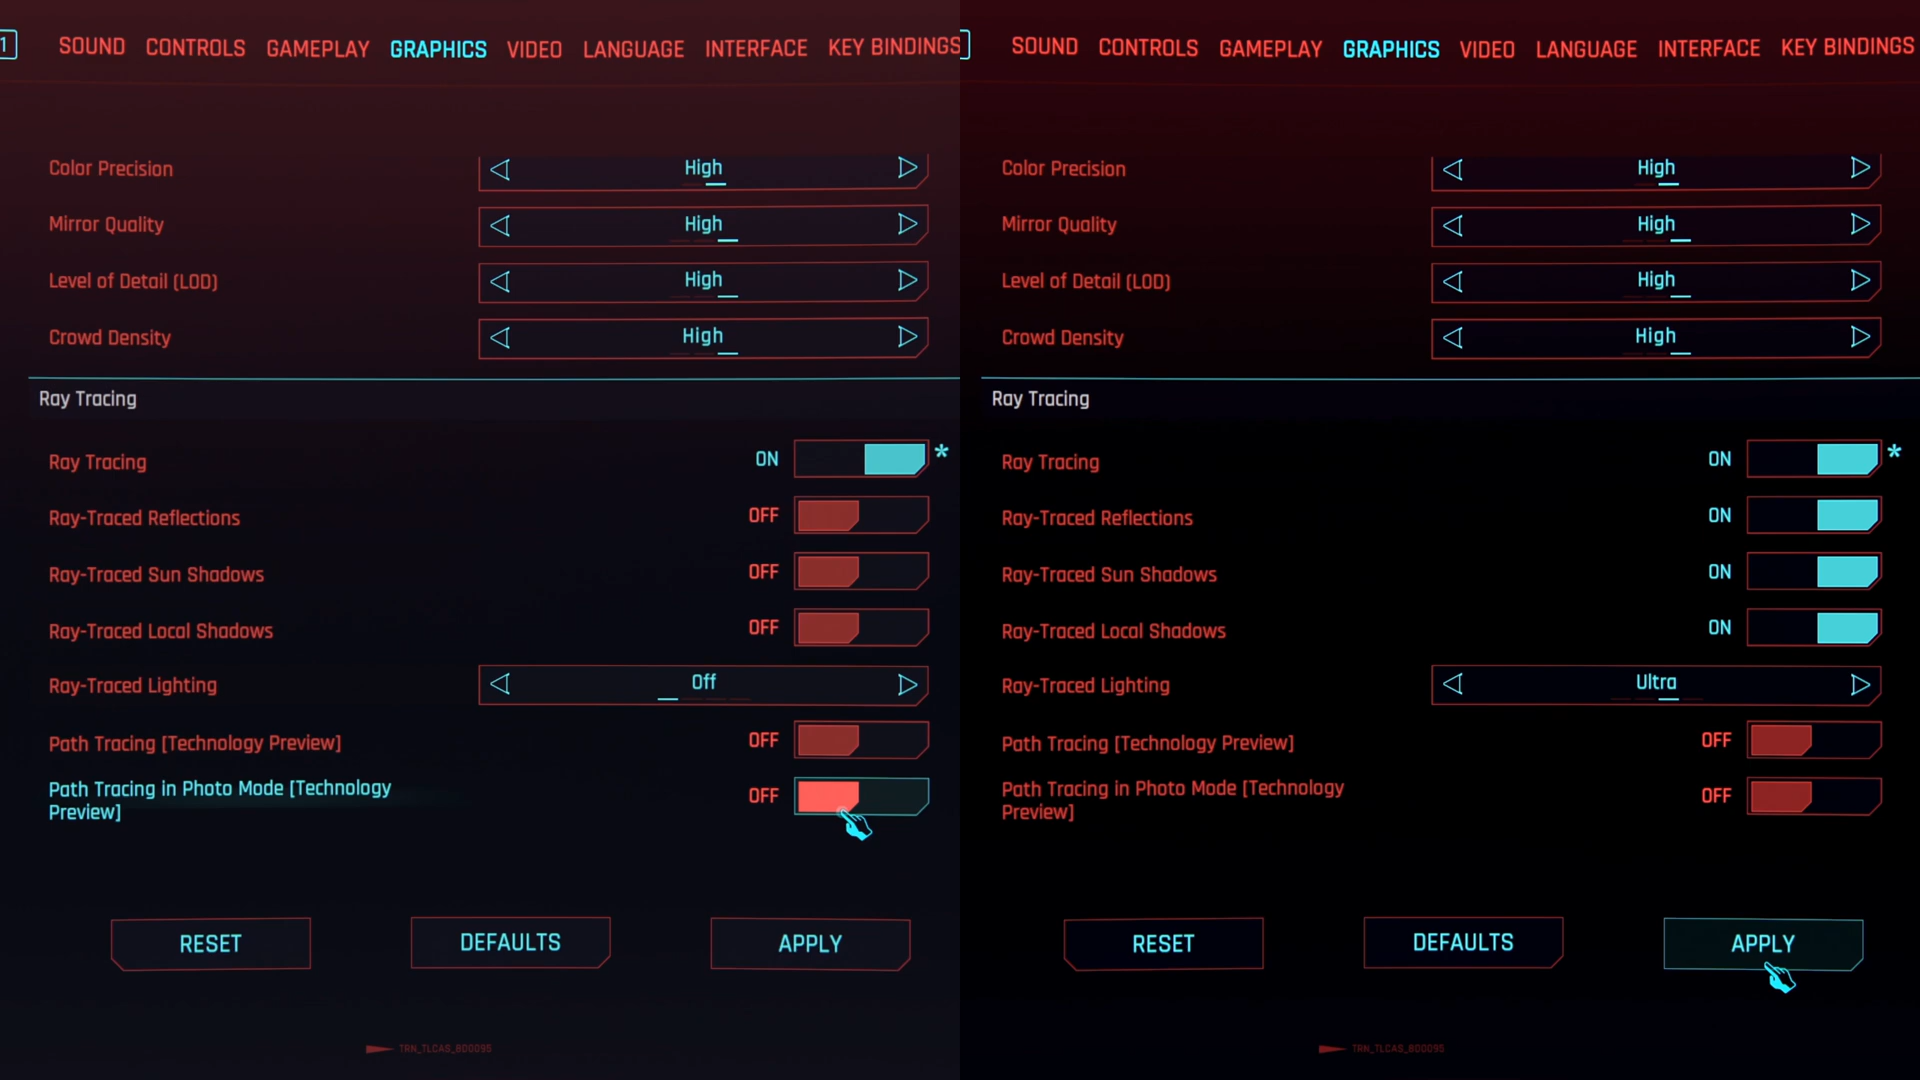 1 SOUND CONTROLS GAMEPLAY GRAPHICS VIDEO LANGUAGE INTERFACE KEY BINDINGS
Color Precision High
Mirror Quality High
Level of Detail (LOD) High
Crowd Density High
Ray Tracing
Ray Tracing ON *
Ray-Traced Reflections OFF
Ray-Traced Sun Shadows OFF
Ray-Traced Local Shadows OFF
Ray-Traced Lighting Off
Path Tracing [Technology Preview] OFF
Path Tracing in Photo Mode [Technology
Preview] OFF
RESET DEFAULTS APPLY
TRN_TLCAS_800095
SOUND CONTROLS GAMEPLAY GRAPHICS VIDEO LANGUAGE INTERFACE KEY BINDINGS
Color Precision High
Mirror Quality High
Level of Detail (LOD) High
Crowd Density High
Ray Tracing
Ray Tracing ON *
Ray-Traced Reflections ON
Ray-Traced Sun Shadows ON
Ray-Traced Local Shadows ON
Ray-Traced Lighting Ultra
Path Tracing [Technology Preview] OFF
Path Tracing in Photo Mode [Technology
Preview] OFF
RESET DEFAULTS APPLY
TRN_TLCAS_800095